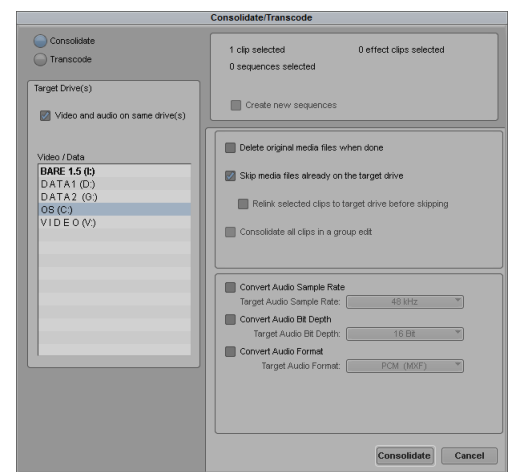 Consolidate/Transcode
Consolidate
Transcode
1 clip selected 0 effect clips selected
0 sequences selected
Create new sequences
Target Drive(s)
Video and audio on same drive(s)
Video / Data
BARE 1.5 (I:)
DATA1 (D:)
DATA2 (G:)
OS (C:)
V I D E O (V:)
Delete original media files when done
Skip media files already on the target drive
Relink selected clips to target drive before skipping
Consolidate all clips in a group edit
Convert Audio Sample Rate
Target Audio Sample Rate: 48 kHz
Convert Audio Bit Depth
Target Audio Bit Depth: 16 Bit
Convert Audio Format
Target Audio Format: PCM (MXF)
Consolidate Cancel